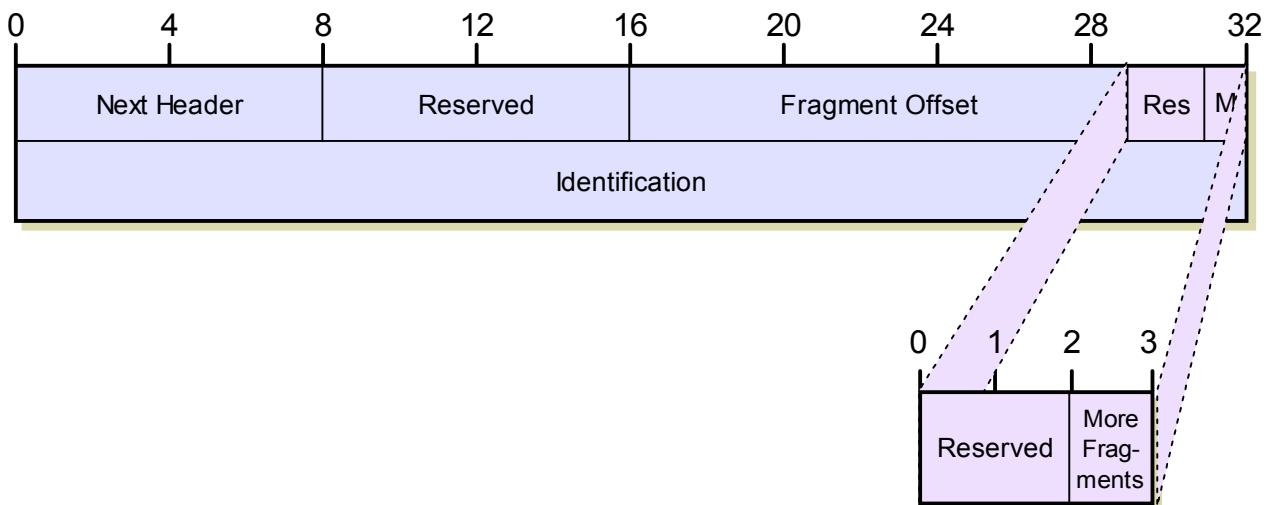 0 4 8 12 16 20 24 28 32
Next Header Reserved Fragment Offset Res M
Identification
0 1 2 3
Reserved More
Frag-
ments